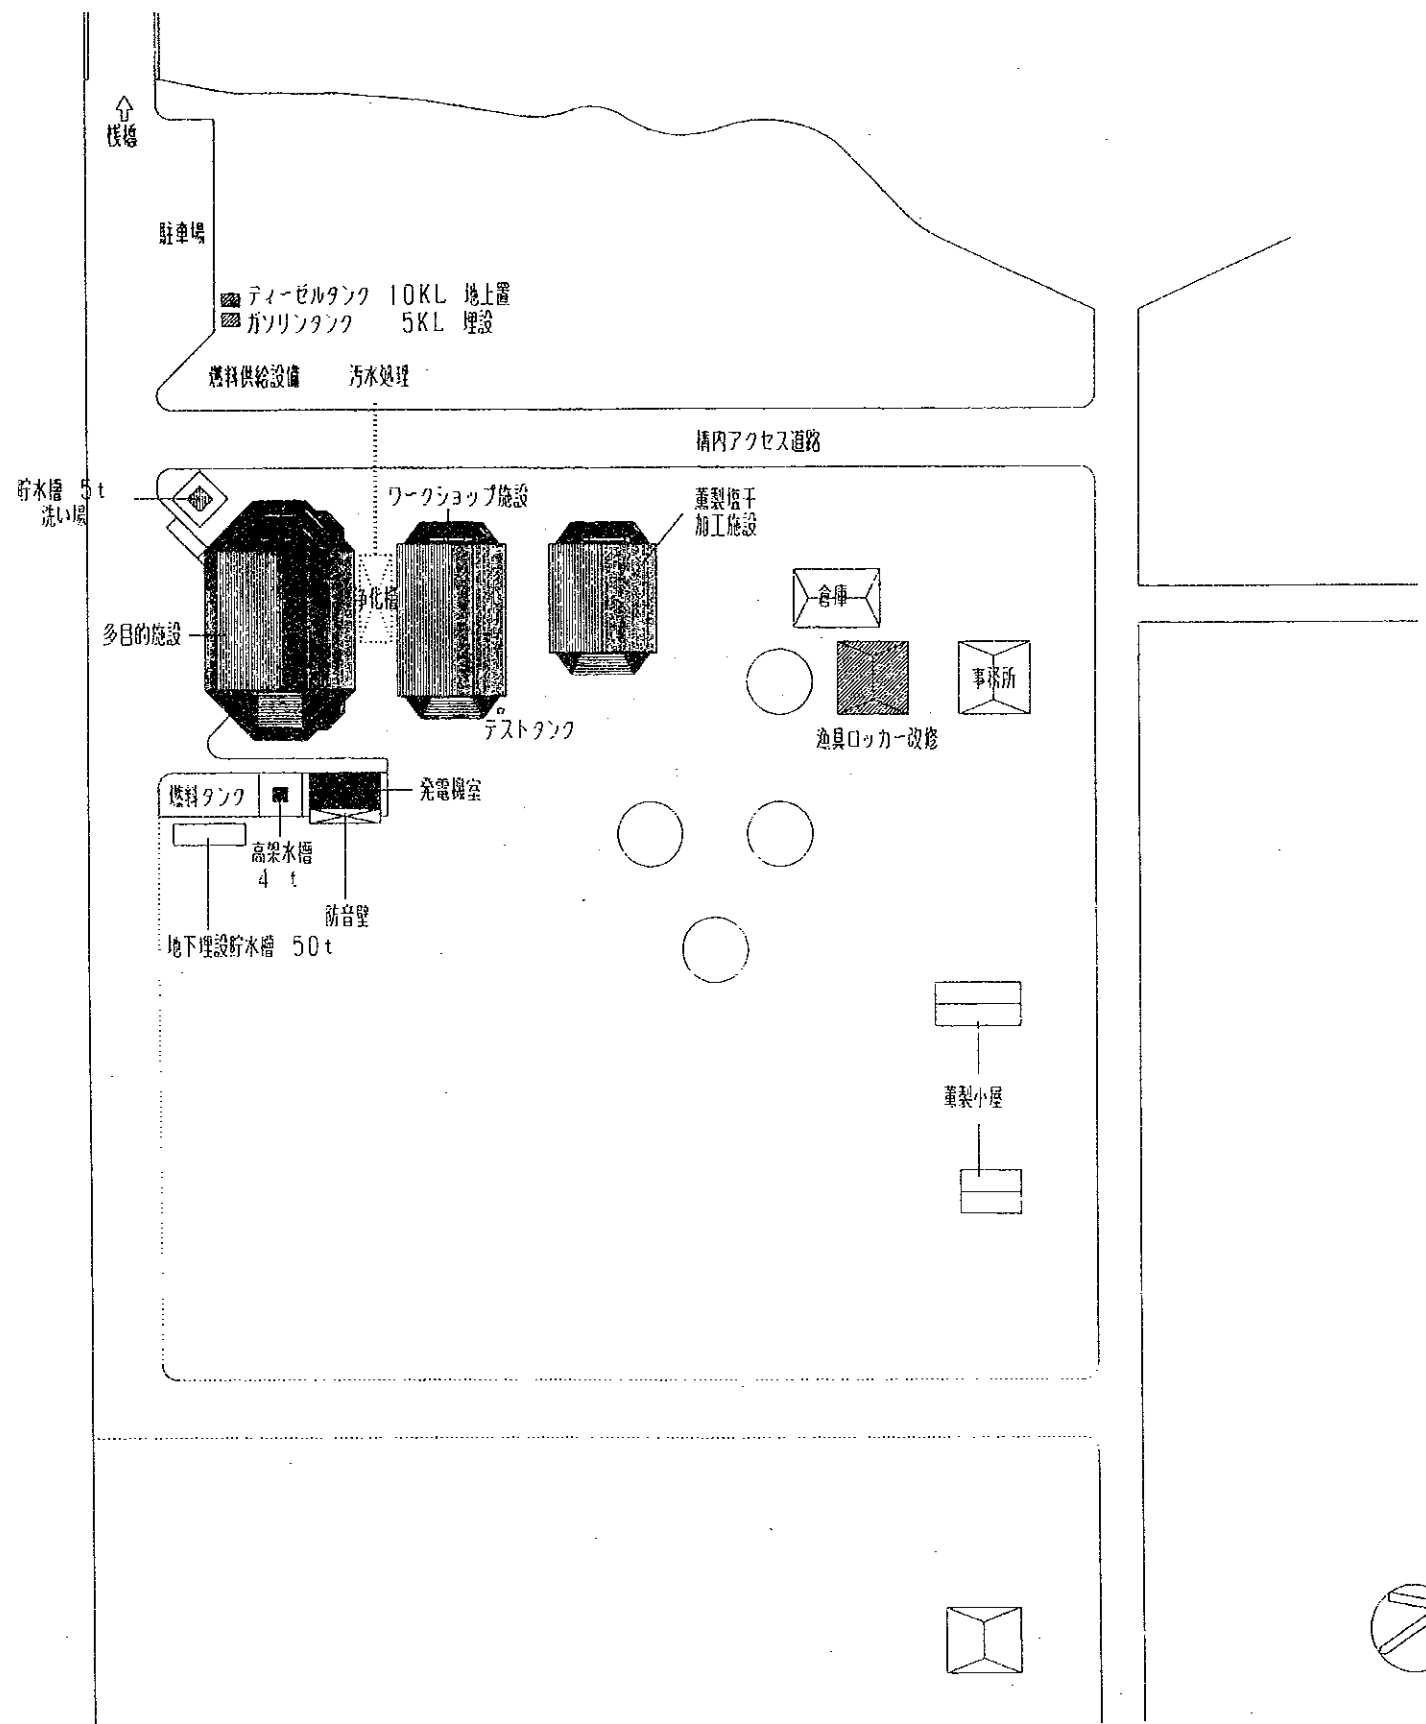 桟橋
駐車場
ディーゼルタンク 10KL 地上置
ガソリンタンク 5KL 埋設
燃料供給設備 汚水処理
構内アクセス道路
貯水槽 5t
洗い場
ワークショップ施設
薫製塩干
加工施設
浄化槽
倉庫
多目的施設
事務所
テストタンク
漁具ロッカー改修
燃料タンク
発電機室
高架水槽
4 t
防音壁
地下埋設貯水槽 50t
薫製小屋